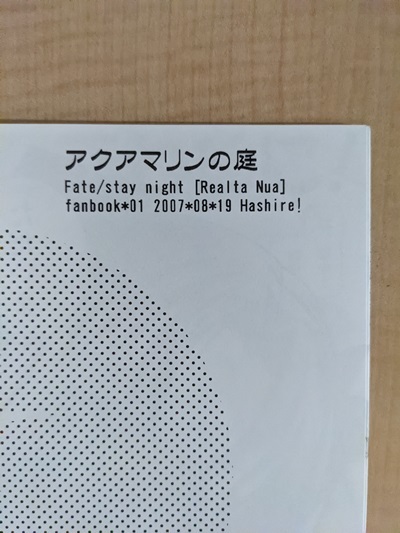 アクアマリンの庭
Fate/stay night [Realta Nua]
fanbook*01 2007*08*19 Hashire!